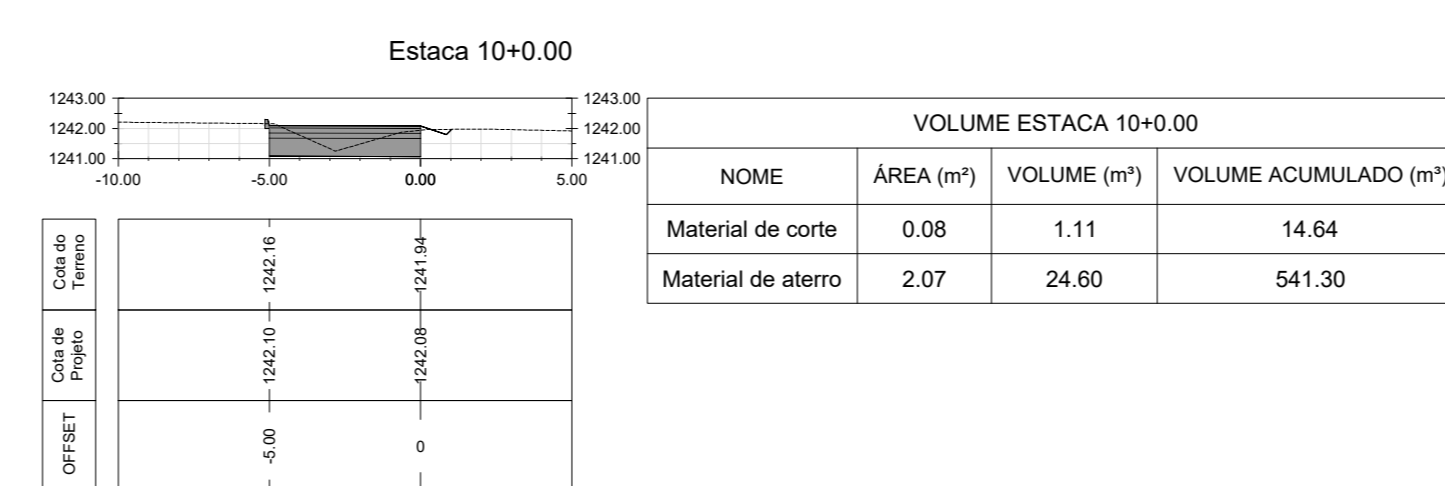 Estaca 10+0.00
1243.00 1243.00
1242.00 1242.00
1241.00 1241.00
-10.00 -5.00 0.00 5.00
VOLUME ESTACA 10+0.00
NOME ÁREA (m²) VOLUME (m³) VOLUME ACUMULADO (m³)
Material de corte 0.08 1.11 14.64
Material de aterro 2.07 24.60 541.30
Cota do
Terreno
1242.16 1241.94
Cota de
Projeto
1242.10 1242.08
OFFSET
-5.00 0